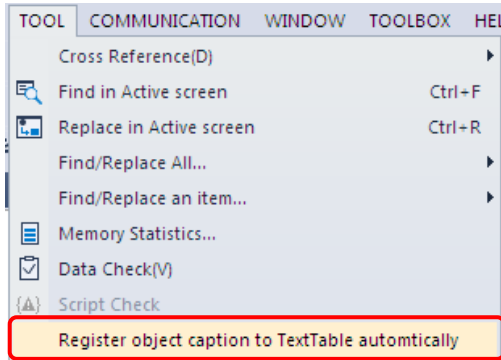 TOOL COMMUNICATION WINDOW TOOLBOX HEL
Cross Reference(D)
Find in Active screen Ctrl+F
Replace in Active screen Ctrl+R
Find/Replace All...
Find/Replace an item...
Memory Statistics...
Data Check(V)
Script Check
Register object caption to TextTable automtically